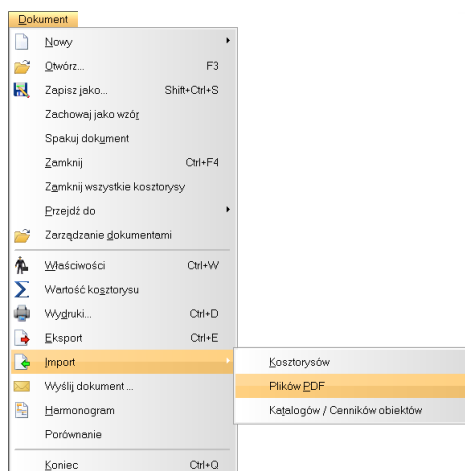 Dokument
Nowy
Otwórz... F3
Zapisz jako... Shift+Ctrl+S
Zachowaj jako wzór
Spakuj dokument
Zamknij Ctrl+F4
Zamknij wszystkie kosztorysy
Przejdź do
Zarządzanie dokumentami
Właściwości Ctrl+W
Wartość kosztorysu
Wydruki... Ctrl+D
Eksport Ctrl+E
Import
Kosztorysów
Plików PDF
Wyślij dokument ...
Katalogów / Cenników obiektów
Harmonogram
Porównanie
Koniec Ctrl+Q